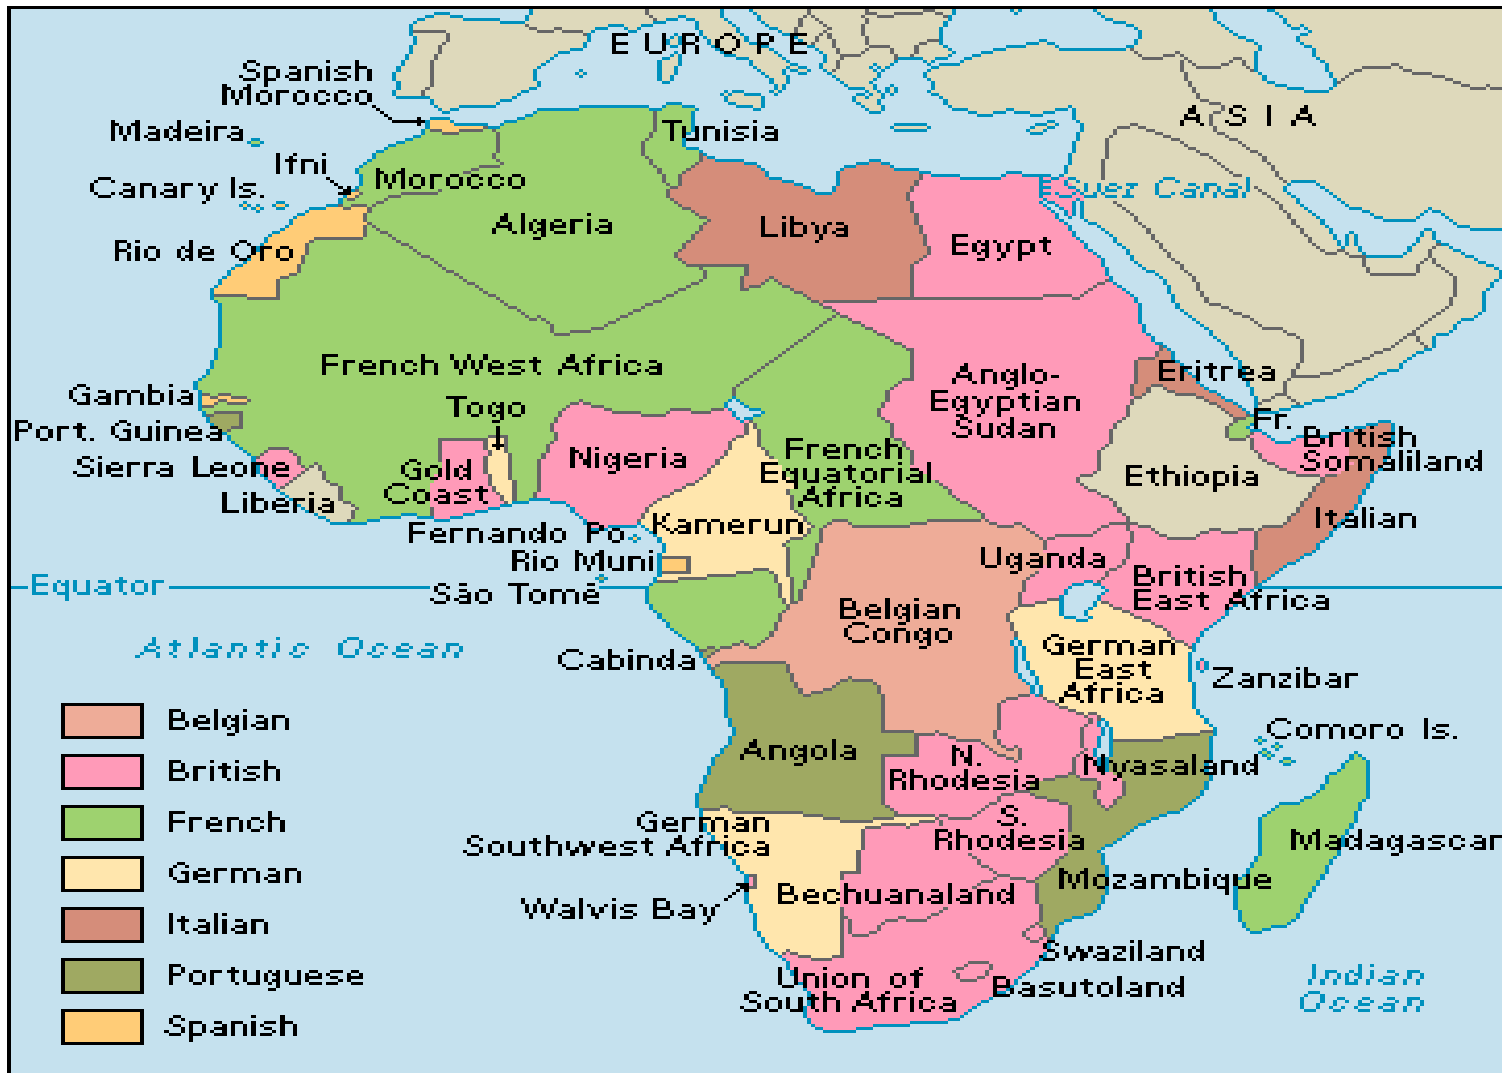 EUROPE
Spanish
Morocco
ASIA
Madeira
Tunisia
Ifni
Morocco
Canary Is.
Suez Canal
Algeria
Libya
Rio de Oro
Egypt
French West Africa
Eritrea
Anglo-
Egyptian
Sudan
Gambia
Togo
Fr.
Port. Guinea
British
Somaliland
French
Equatorial
Africa
Nigeria
Sierra Leone
Gold
Coast
Ethiopia
Liberia
Italian
Kamerun
Fernando Po
Rio Muni
Uganda
British
East Africa
Equator
São Tomé
Belgian
Congo
Atlantic Ocean
German
East
Africa
Cabinda
Zanzibar
Belgian
Comoro Is.
Angola
N.
Rhodesia
Nyasaland
British
French
German
Southwest Africa
S.
Rhodesia
Madagascar
German
Mozambique
Bechuanaland
Walvis Bay
Italian
Swaziland
Portuguese
Union of
South Africa
Basutoland
Indian
Ocean
Spanish